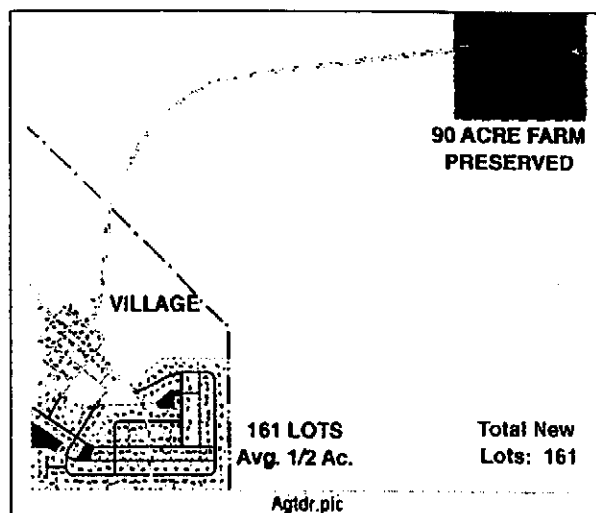 90 ACRE FARM
PRESERVED
VILLAGE
161 LOTS
Avg. 1/2 Ac.
Total New
Lots: 161
Agtdr.pic